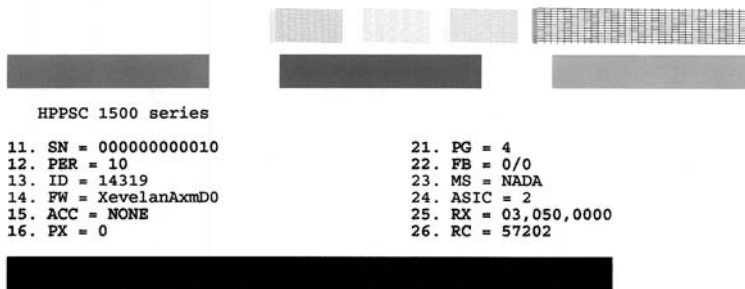 HPPSC 1500 series
11. SN = 000000000010
12. PER = 10
13. ID = 14319
14. FW = XevelanAxmD0
15. ACC = NONE
16. PX = 0
21. PG = 4
22. FB = 0/0
23. MS = NADA
24. ASIC = 2
25. RX = 03,050,0000
26. RC = 57202